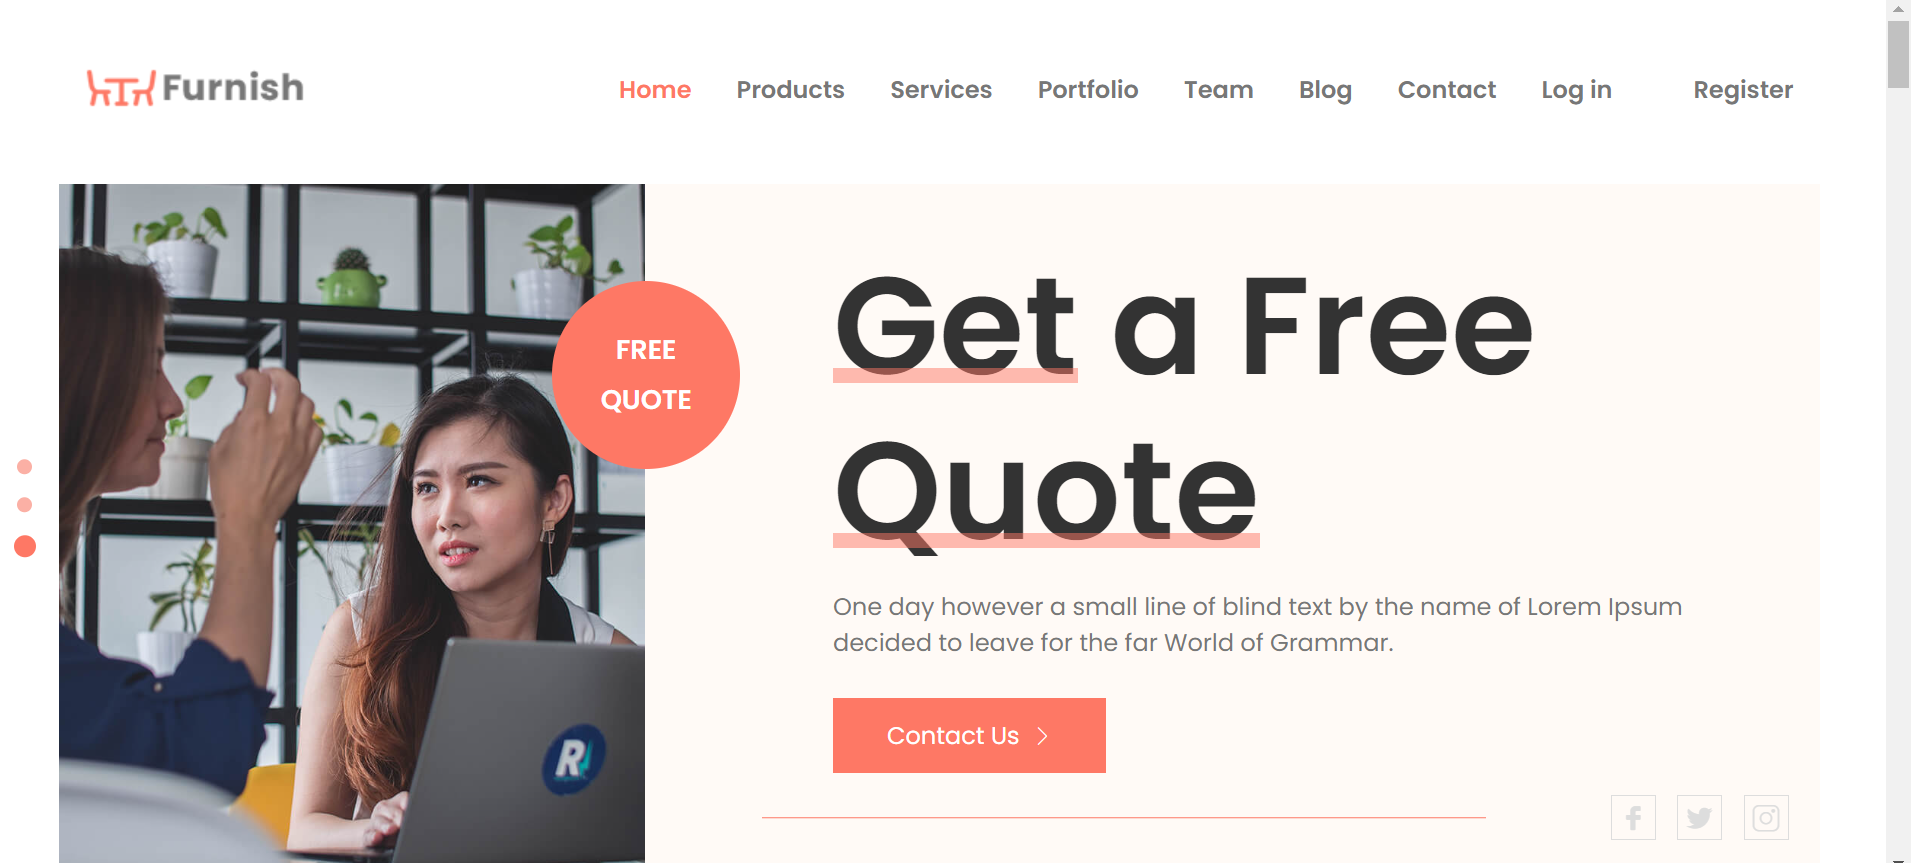 Furnish
Home Products Services Portfolio Team Blog Contact Log in Register
FREE
QUOTE
Get a Free
Quote
One day however a small line of blind text by the name of Lorem Ipsum
decided to leave for the far World of Grammar.
Contact Us
R